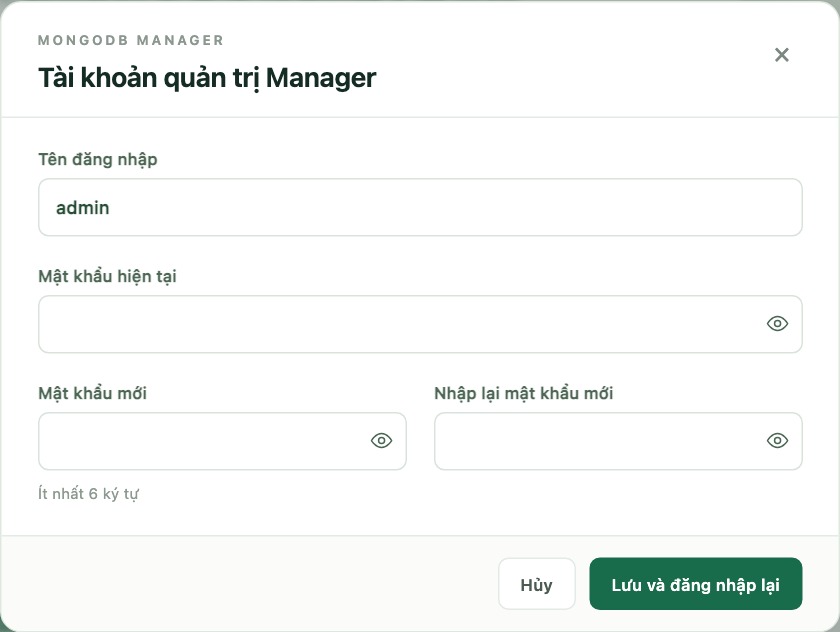 MONGODB MANAGER
Tài khoản quản trị Manager
Tên đăng nhập
admin
Mật khẩu hiện tại
Mật khẩu mới
Nhập lại mật khẩu mới
Ít nhất 6 ký tự
Hủy
Lưu và đăng nhập lại